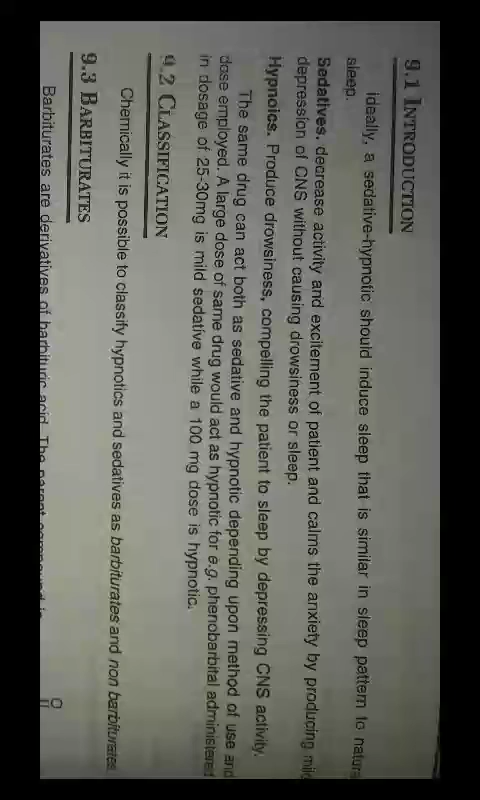 9.1 INTRODUCTION
Ideally, a sedative-hypnotic should induce sleep that is similar in sleep pattern to natura
sleep.
Sedatives. decrease activity and excitement of patient and calms the anxiety by producing mild
depression of CNS without causing drowsiness or sleep.
Hypnoics. Produce drowsiness, compelling the patient to sleep by depressing CNS activity.
The same drug can act both as sedative and hypnotic depending upon method of use and
dose employed. A large dose of same drug would act as hypnotic for e.g. phenobarbital administered
in dosage of 25-30mg is mild sedative while a 100 mg dose is hypnotic.
9.2 CLASSIFICATION
Chemically it is possible to classify hypnotics and sedatives as barbiturates and non barbiturates
9.3 BARBITURATES
Barbiturates are derivatives of barbituric acid. The parent compound is
O